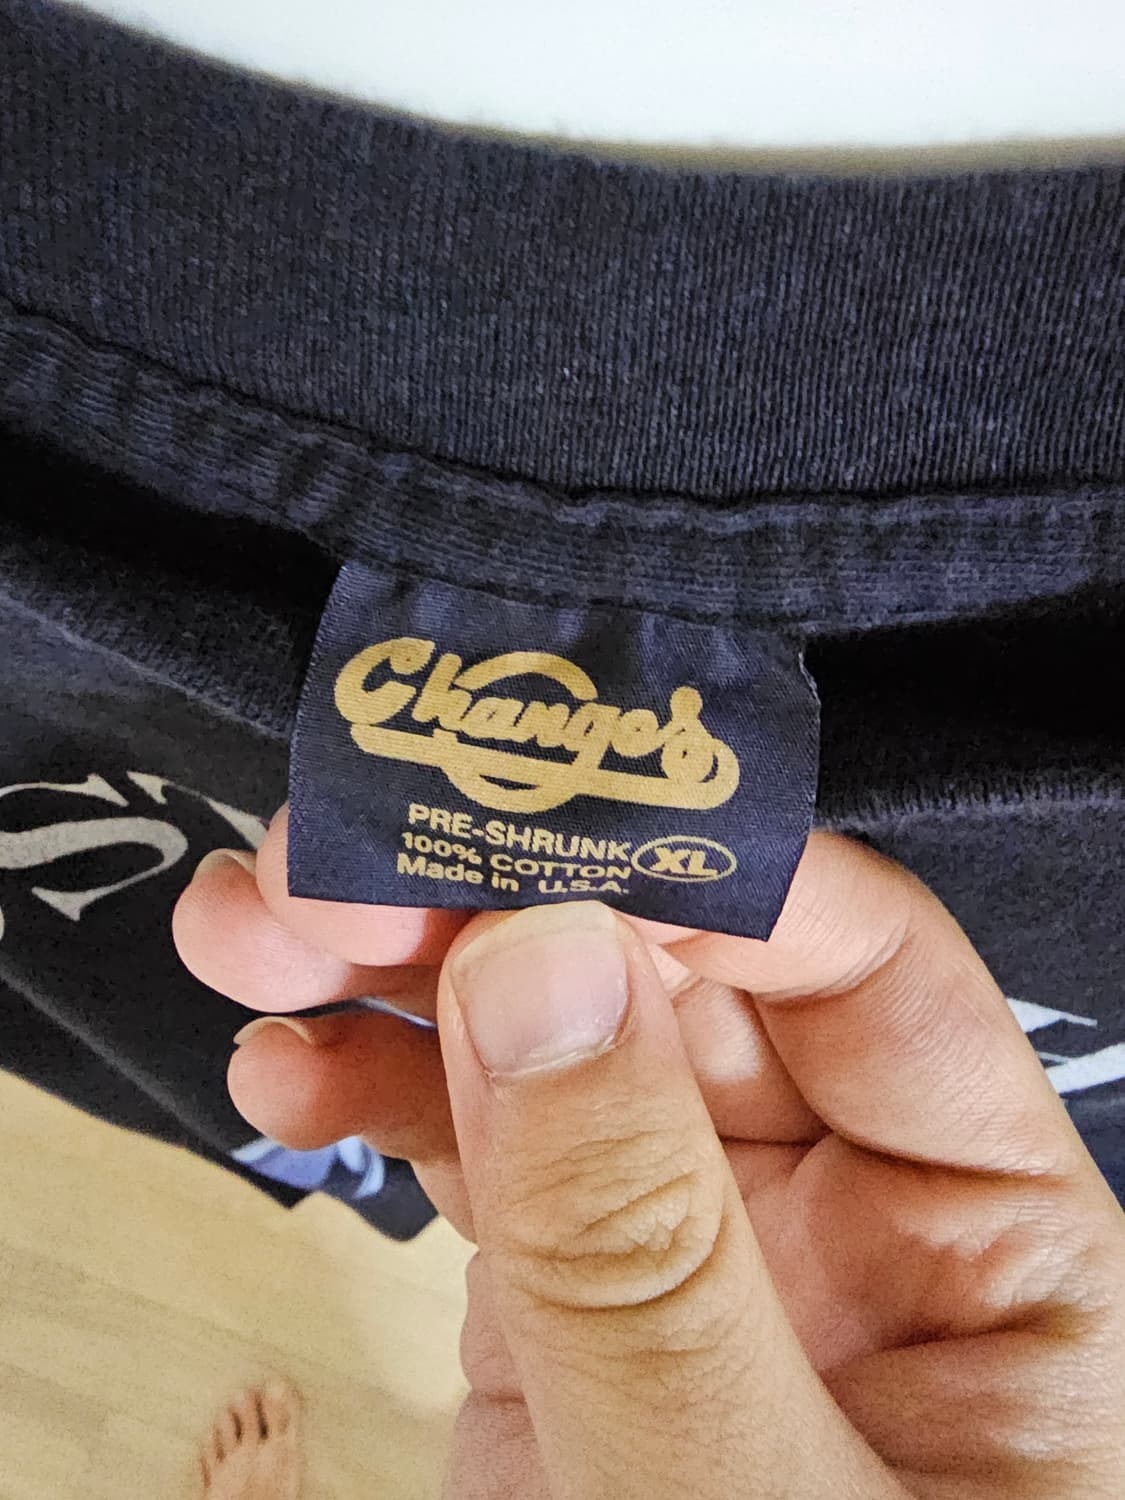 Changes
PRE-SHRUNK
100% COTTON
XL
Made in U.S.A.